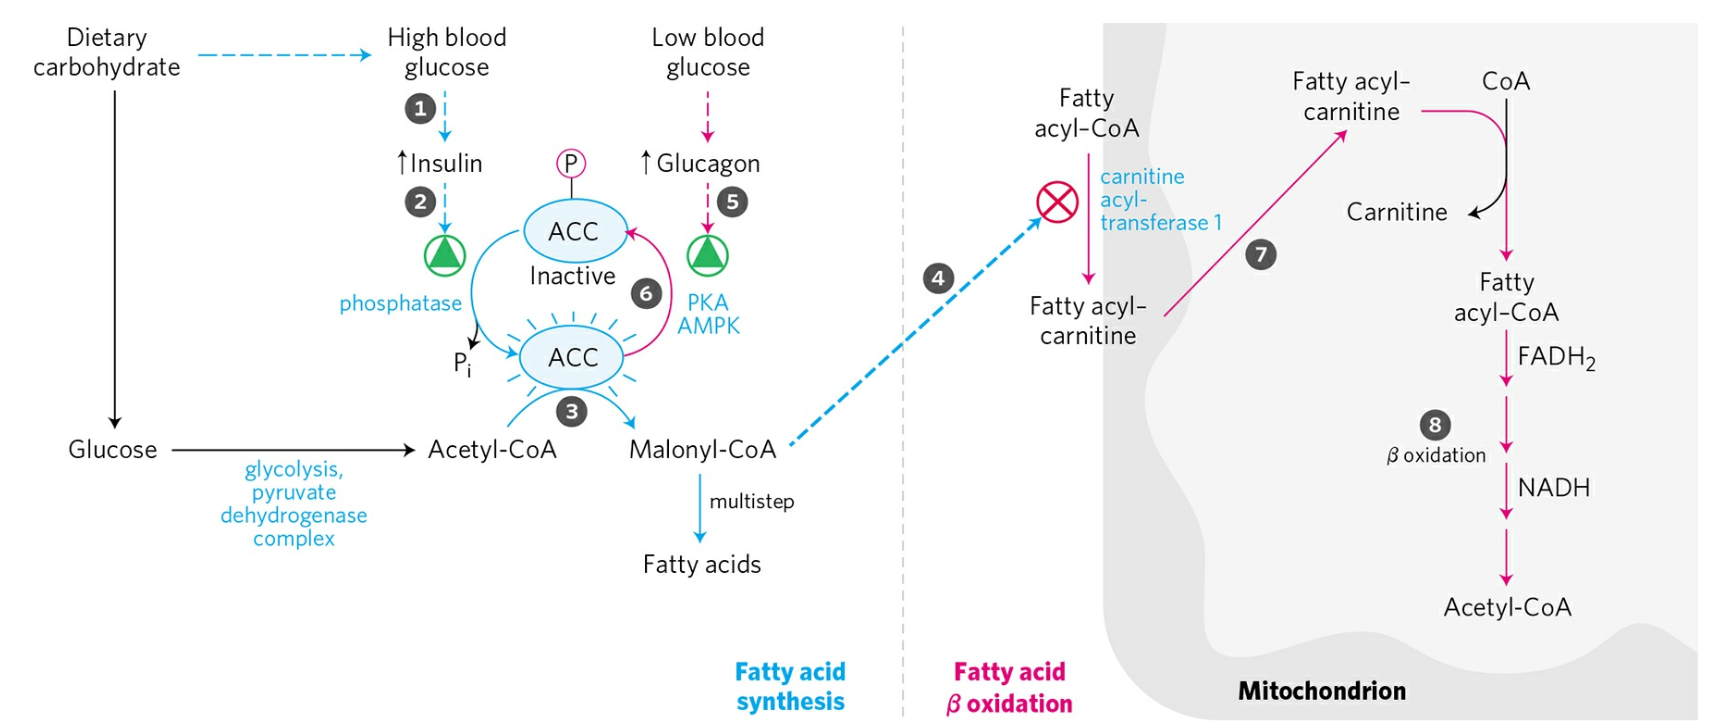 Dietary
carbohydrate
High blood
glucose
Low blood
glucose
1
↑Insulin
↑Glucagon
2
5
P
ACC
Inactive
phosphatase
6
PKA
AMPK
Pi
ACC
3
Glucose
glycolysis,
pyruvate
dehydrogenase
complex
Acetyl-CoA
Malonyl-CoA
multistep
Fatty acids
4
Fatty acid
synthesis
Fatty acid
β oxidation
Fatty
acyl–CoA
carnitine
acyl-
transferase 1
Fatty acyl–
carnitine
7
Fatty acyl–
carnitine
CoA
Carnitine
Fatty
acyl–CoA
FADH2
8
β oxidation
NADH
Acetyl-CoA
Mitochondrion